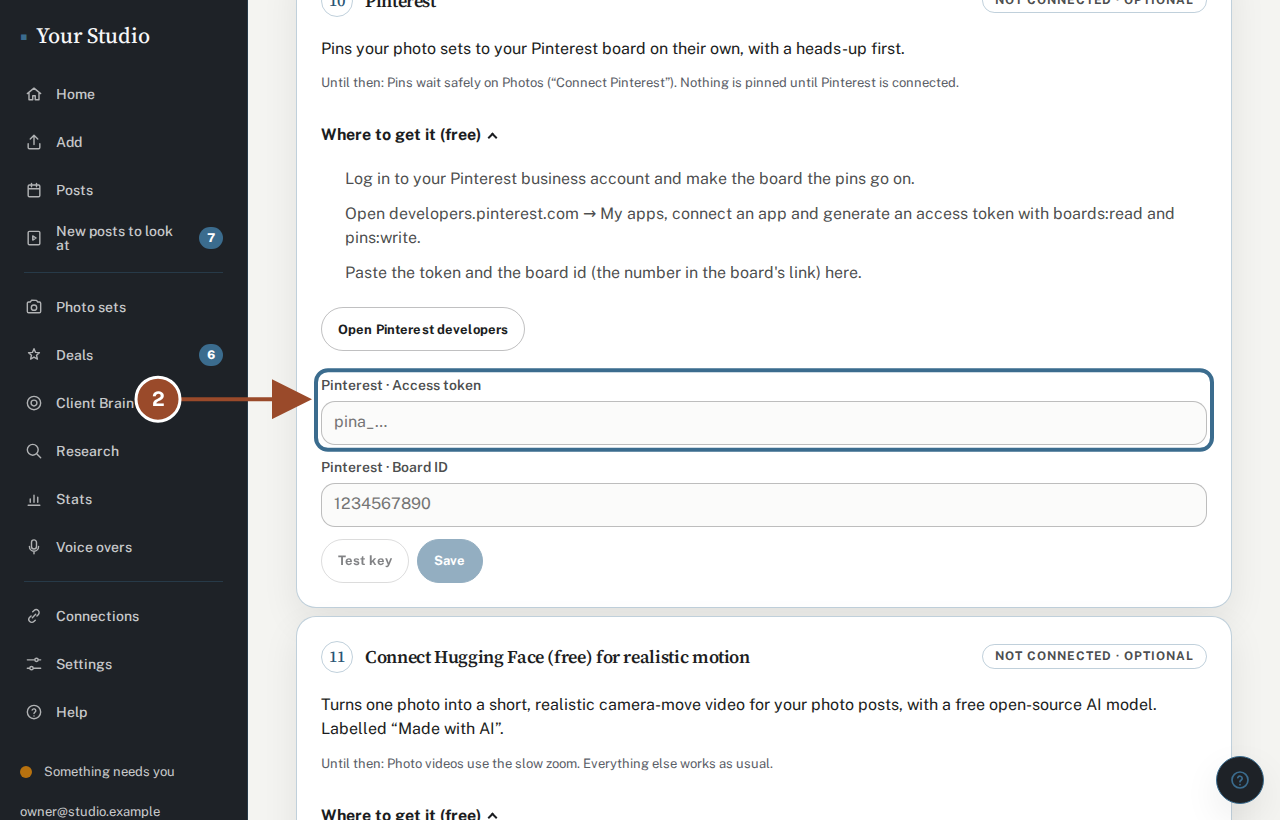 Your Studio
Home
Add
Posts
New posts to look
at
7
Photo sets
Deals
6
Client Brain
2
Research
Stats
Voice overs
Connections
Settings
Help
Something needs you
owner@studio.example
10
Pinterest
NOT CONNECTED · OPTIONAL
Pins your photo sets to your Pinterest board on their own, with a heads-up first.
Until then: Pins wait safely on Photos (“Connect Pinterest”). Nothing is pinned until Pinterest is connected.
Where to get it (free)
Log in to your Pinterest business account and make the board the pins go on.
Open developers.pinterest.com → My apps, connect an app and generate an access token with boards:read and
pins:write.
Paste the token and the board id (the number in the board's link) here.
Open Pinterest developers
Pinterest · Access token
pina_...
Pinterest · Board ID
1234567890
Test key
Save
11
Connect Hugging Face (free) for realistic motion
NOT CONNECTED · OPTIONAL
Turns one photo into a short, realistic camera-move video for your photo posts, with a free open-source AI model.
Labelled “Made with AI”.
Until then: Photo videos use the slow zoom. Everything else works as usual.
Where to get it (free)